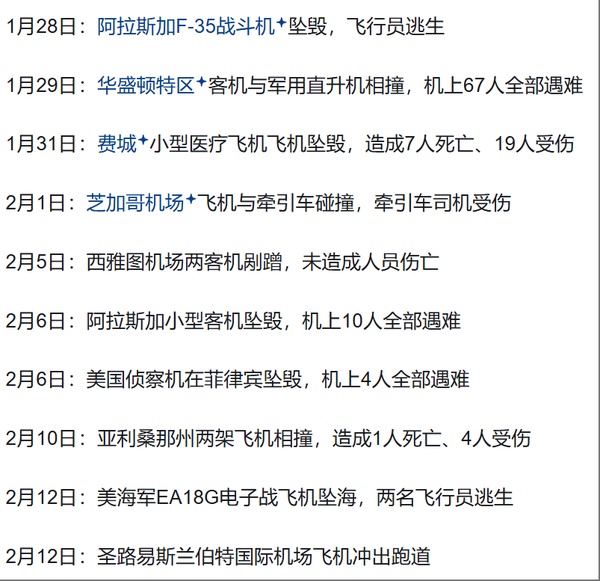 1月28日：阿拉斯加F-35战斗机坠毁，飞行员逃生
1月29日：华盛顿特区客机与军用直升机相撞，机上67人全部遇难
1月31日：费城小型医疗飞机飞机坠毁，造成7人死亡、19人受伤
2月1日：芝加哥机场飞机与牵引车碰撞，牵引车司机受伤
2月5日：西雅图机场两客机剐蹭，未造成人员伤亡
2月6日：阿拉斯加小型客机坠毁，机上10人全部遇难
2月6日：美国侦察机在菲律宾坠毁，机上4人全部遇难
2月10日：亚利桑那州两架飞机相撞，造成1人死亡、4人受伤
2月12日：美海军EA18G电子战飞机坠海，两名飞行员逃生
2月12日：圣路易斯兰伯特国际机场飞机冲出跑道